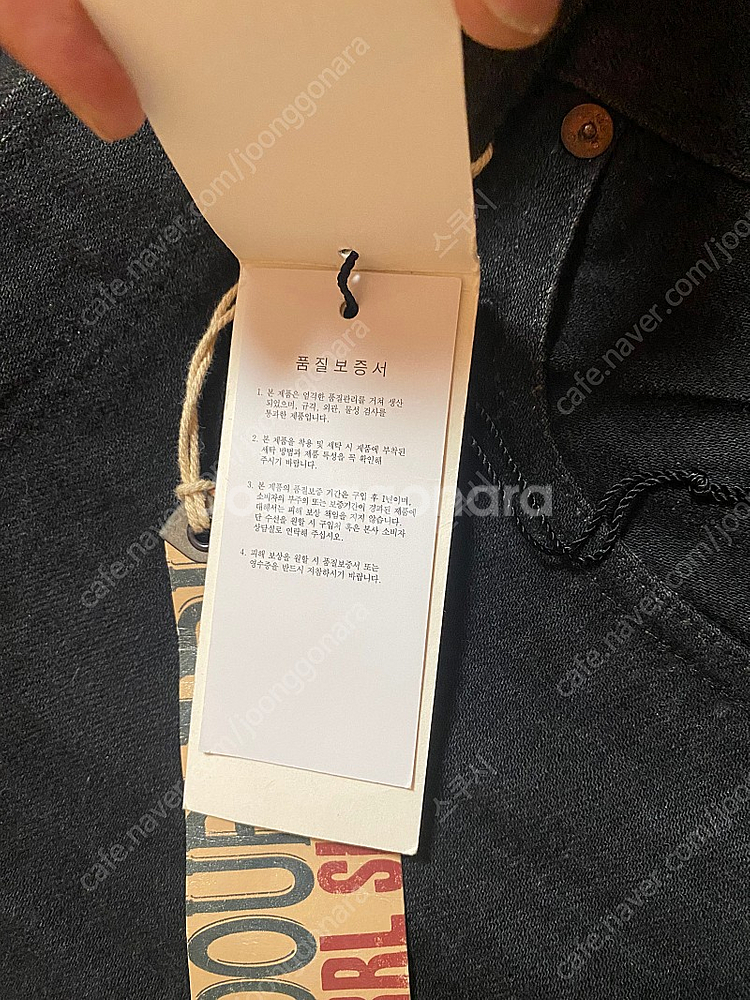 품질보증서
1. 본 제품은 엄격한 품질관리를 거쳐 생산
되었으며, 규격, 외관, 물성 검사를
통과한 제품입니다.
2. 본 제품을 착용 및 세탁 시 제품에 부착된
세탁 방법과 제품 특성을 꼭 확인해
주시기 바랍니다.
3. 본 제품의 품질보증 기간은 구입 후 1년이며,
소비자의 부주의 또는 보증기간이 경과된 제품에
대해서는 피해 보상 책임을 지지 않습니다.
단 수선을 원할 시 구입처 혹은 본사 소비자
상담실로 연락해 주십시오.
4. 피해 보상을 원할 시 품질보증서 또는
영수증을 반드시 지참하시기 바랍니다.
cafe.naver.com/joonggonara
스쿠시